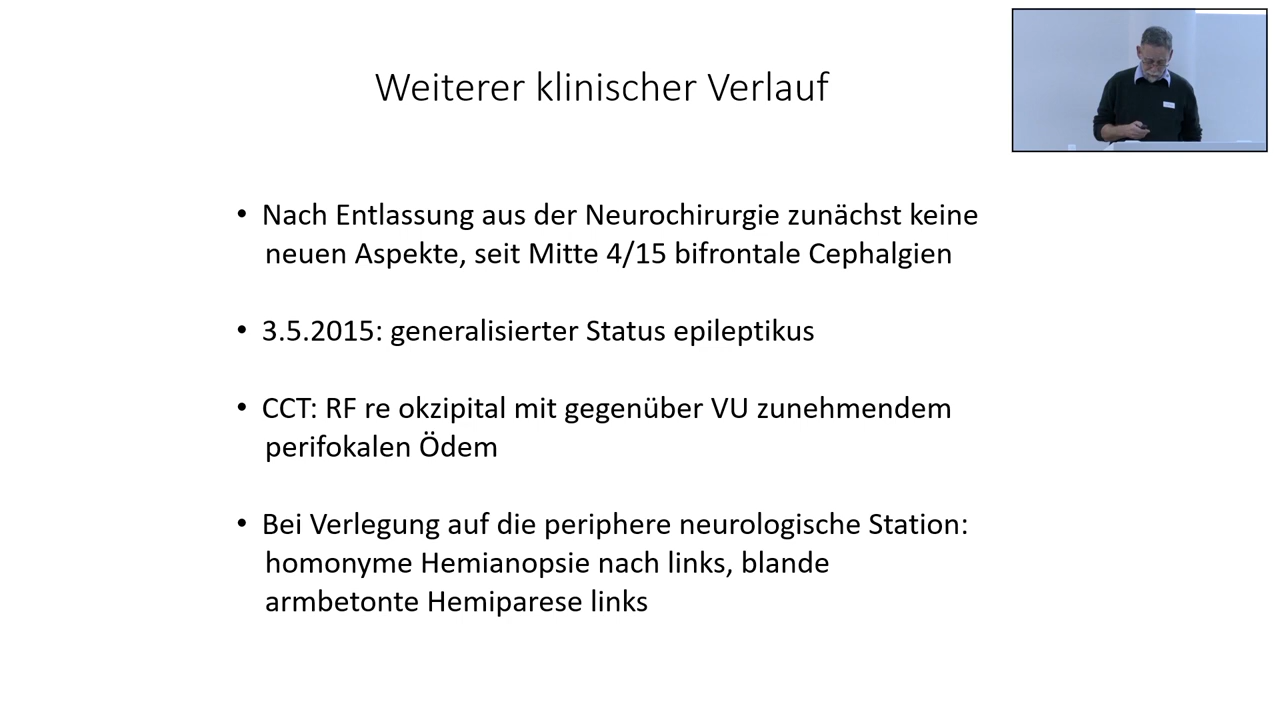 Weiterer klinischer Verlauf
• Nach Entlassung aus der Neurochirurgie zunächst keine
neuen Aspekte, seit Mitte 4/15 bifrontale Cephalgien
• 3.5.2015: generalisierter Status epileptikus
• CCT: RF re okzipital mit gegenüber VU zunehmendem
perifokalen Ödem
• Bei Verlegung auf die periphere neurologische Station:
homonyme Hemianopsie nach links, blande
armbetonte Hemiparese links